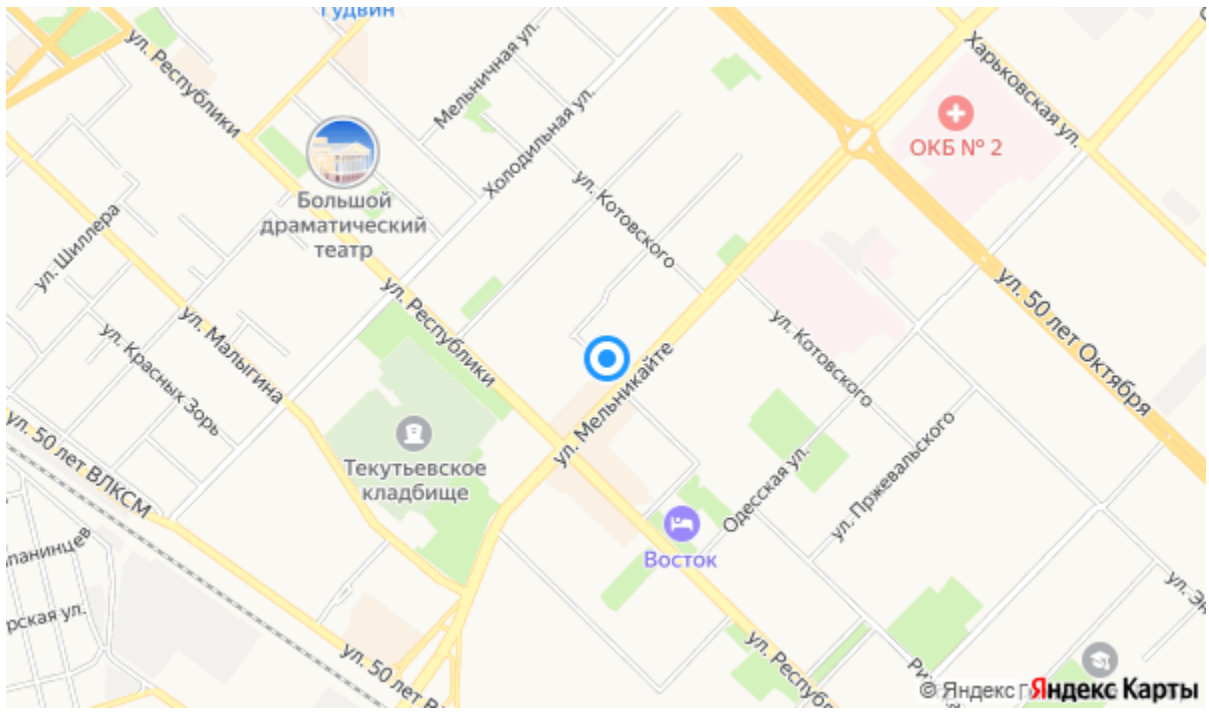 Гудвин
ул. Республики
Мельничная ул.
Холодильная ул.
Харьковская ул.
ОКБ № 2
Большой
драматический
театр
ул. Шиллера
ул. Котовского
ул. Республики
ул. 50 лет Октября
ул. Малыгина
ул. Красных Зорь
ул. Котовского
ул. Мельникайте
ул. 50 лет ВЛКСМ
Текутьевское
кладбище
Одесская ул.
ул. Пржевальского
Восток
ул. 50 лет
ул.
© Яндекс
Яндекс Карты